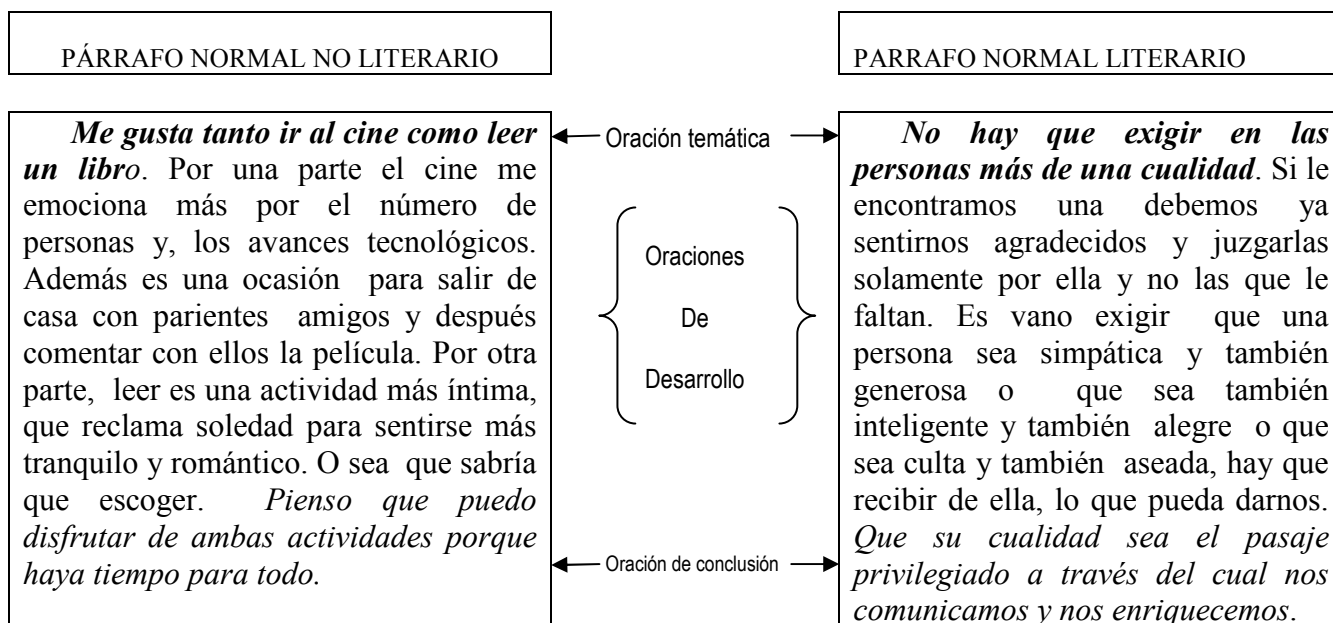 PÁRRAFO NORMAL NO LITERARIO
Me gusta tanto ir al cine como leer
un libro. Por una parte el cine me
emociona más por el número de
personas y, los avances tecnológicos.
Además es una ocasión para salir de
casa con parientes amigos y después
comentar con ellos la película. Por otra
parte, leer es una actividad más íntima,
que reclama soledad para sentirse más
tranquilo y romántico. O sea que sabría
que escoger. Pienso que puedo
disfrutar de ambas actividades porque
haya tiempo para todo.
Oración temática
Oraciones
De
Desarrollo
Oración de conclusión
PARRAFO NORMAL LITERARIO
No hay que exigir en las
personas más de una cualidad. Si le
encontramos una debemos ya
sentirnos agradecidos y juzgarlas
solamente por ella y no las que le
faltan. Es vano exigir que una
persona sea simpática y también
generosa o que sea también
inteligente y también alegre o que
sea culta y también aseada, hay que
recibir de ella, lo que pueda darnos.
Que su cualidad sea el pasaje
privilegiado a través del cual nos
comunicamos y nos enriquecemos.